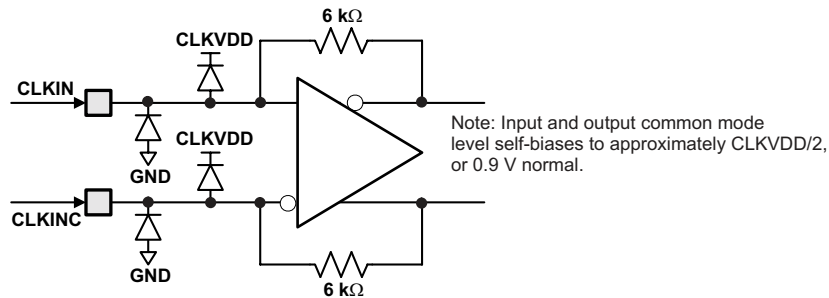 6 kΩ
CLKVDD
CLKIN
CLKVDD
GND
Note: Input and output common mode
level self-biases to approximately CLKVDD/2,
or 0.9 V normal.
CLKINC
GND
6 kΩ